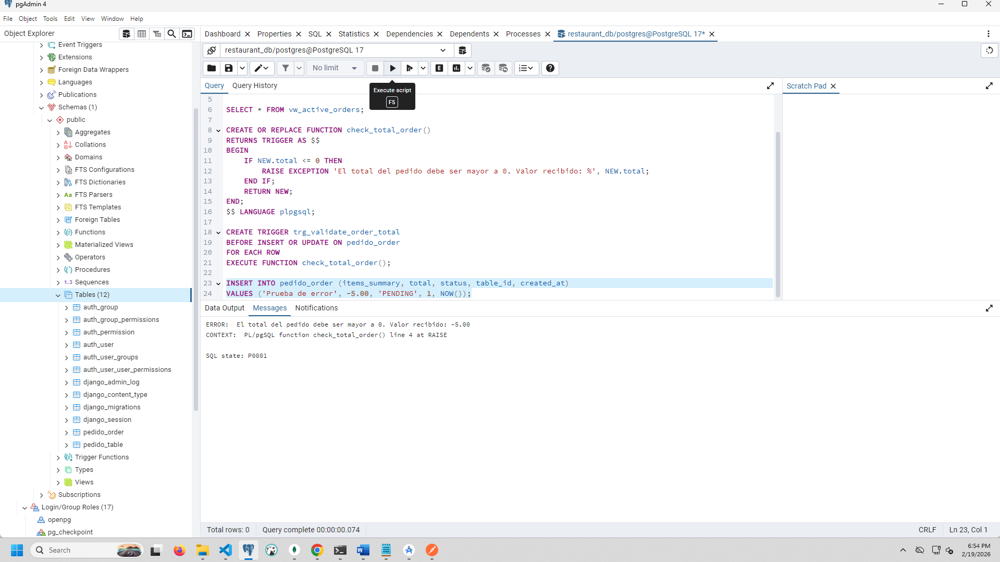 pgAdmin 4
File Object Tools Edit View Window Help
Object Explorer
Event Triggers
Extensions
Foreign Data Wrappers
Languages
Publications
Schemas (1)
public
Aggregates
Collations
Domains
FTS Configurations
FTS Dictionaries
Aa FTS Parsers
FTS Templates
Foreign Tables
Functions
Materialized Views
Operators
Procedures
1..3 Sequences
Tables (12)
auth_group
auth_group_permissions
auth_permission
auth_user
auth_user_groups
auth_user_user_permissions
django_admin_log
django_content_type
django_migrations
django_session
pedido_order
pedido_table
Trigger Functions
Types
Views
Subscriptions
Login/Group Roles (17)
openpg
pg_checkpoint
Dashboard Properties SQL Statistics Dependencies Dependents Processes restaurant_db/postgres@PostgreSQL 17*
restaurant_db/postgres@PostgreSQL 17
No limit
E
Execute script
F5
Query Query History
Scratch Pad
5
6 SELECT * FROM vw_active_orders;
7
8 CREATE OR REPLACE FUNCTION check_total_order()
9 RETURNS TRIGGER AS $$
10 BEGIN
11 IF NEW.total <= 0 THEN
12 RAISE EXCEPTION 'El total del pedido debe ser mayor a 0. Valor recibido: %', NEW.total;
13 END IF;
14 RETURN NEW;
15 END;
16 $$ LANGUAGE plpgsql;
17
18 CREATE TRIGGER trg_validate_order_total
19 BEFORE INSERT OR UPDATE ON pedido_order
20 FOR EACH ROW
21 EXECUTE FUNCTION check_total_order();
22
23 INSERT INTO pedido_order (items_summary, total, status, table_id, created_at)
24 VALUES ('Prueba de error', -5.00, 'PENDING', 1, NOW());
Data Output Messages Notifications
ERROR: El total del pedido debe ser mayor a 0. Valor recibido: -5.00
CONTEXT: PL/pgSQL function check_total_order() line 4 at RAISE
SQL state: P0001
Total rows: 0 Query complete 00:00:00.074 CRLF Ln 23, Col 1
Search
6:54 PM
2/19/2026